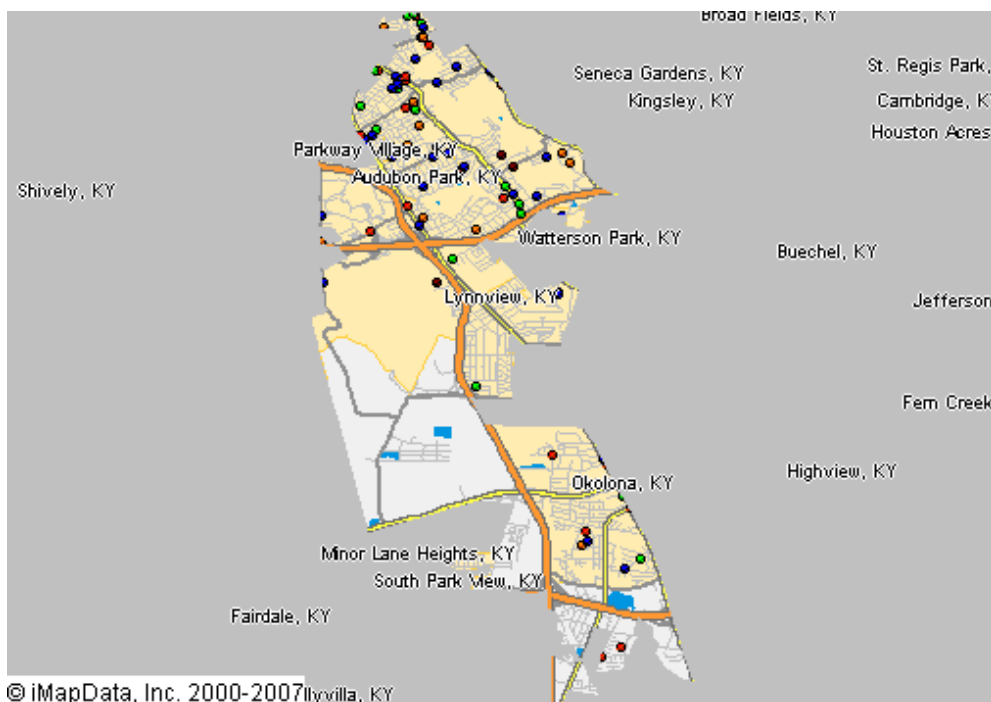 Broad Fields, KY
St. Regis Park,
Seneca Gardens, KY
Kingsley, KY
Cambridge, K
Houston Acres
Parkway Village, KY
Audubon Park, KY
Shively, KY
Watterson Park, KY
Buechel, KY
Lynnview, KY
Jefferson
Fern Creek
Highview, KY
Okolona, KY
Minor Lane Heights, KY
South Park View, KY
Fairdale, KY
© iMapData, Inc. 2000-2007llyvilla, KY